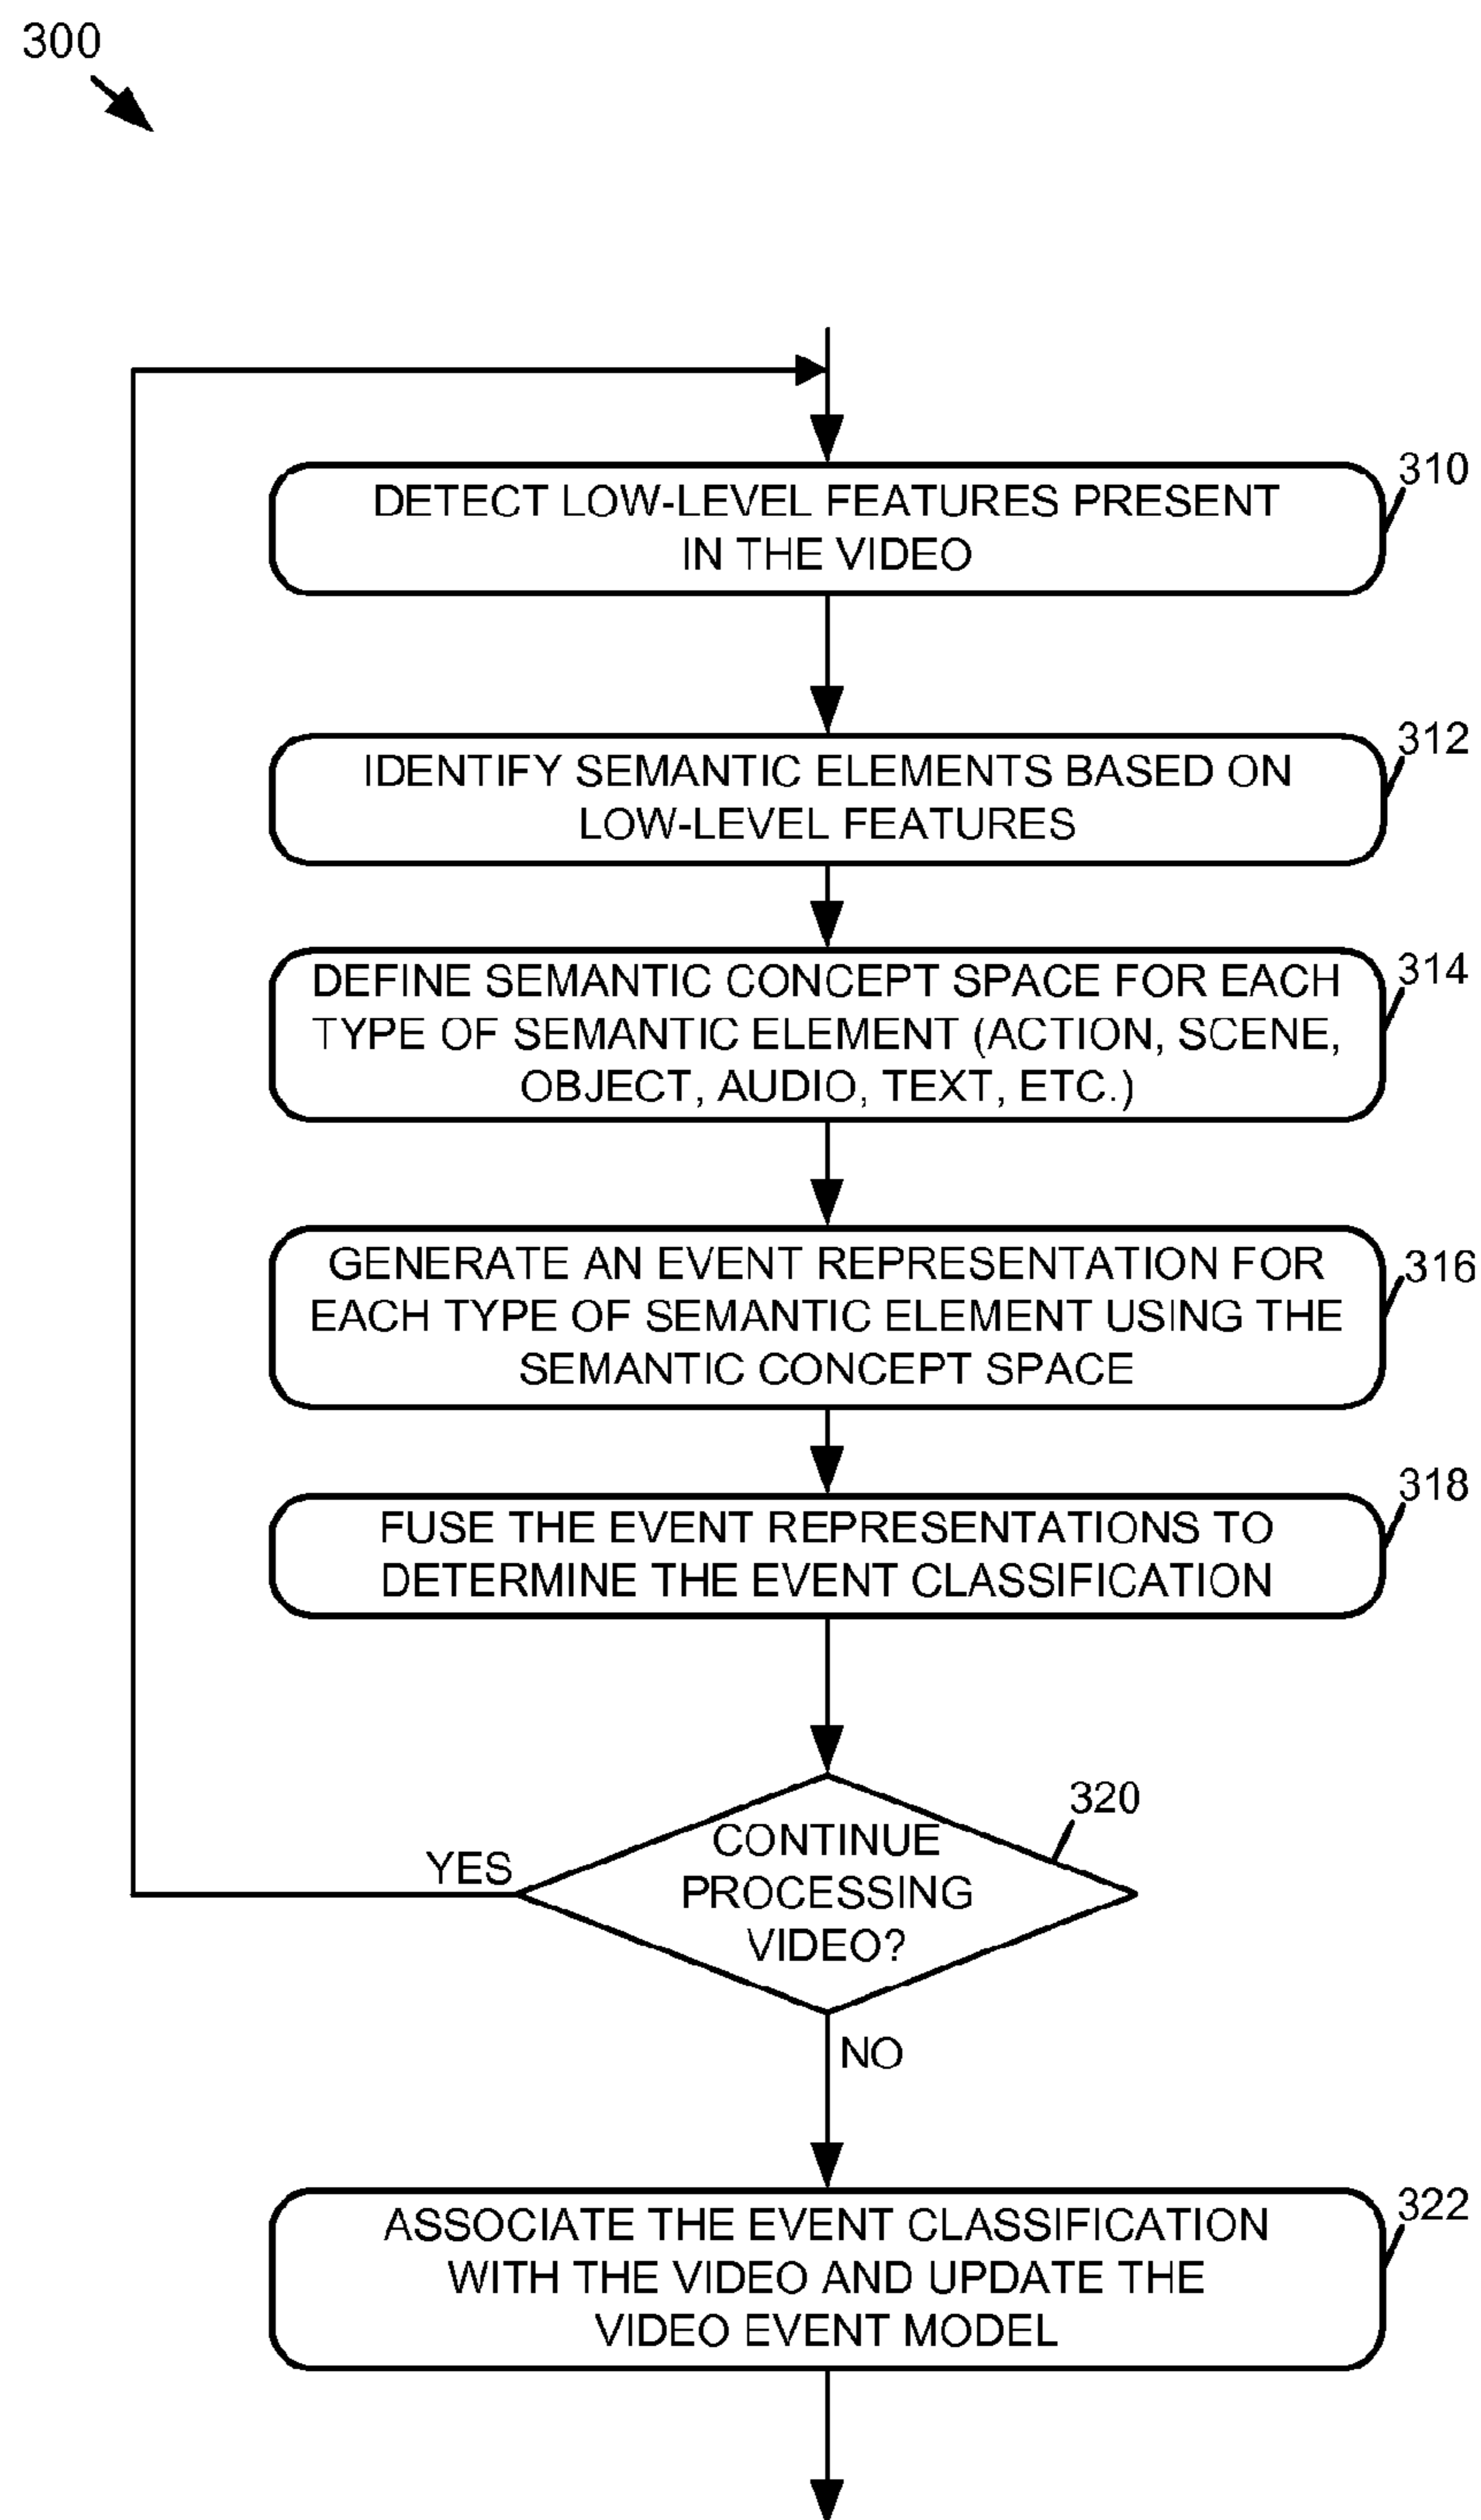 300
310
DETECT LOW-LEVEL FEATURES PRESENT
IN THE VIDEO
312
IDENTIFY SEMANTIC ELEMENTS BASED ON
LOW-LEVEL FEATURES
314
DEFINE SEMANTIC CONCEPT SPACE FOR EACH
TYPE OF SEMANTIC ELEMENT (ACTION, SCENE,
OBJECT, AUDIO, TEXT, ETC.)
316
GENERATE AN EVENT REPRESENTATION FOR
EACH TYPE OF SEMANTIC ELEMENT USING THE
SEMANTIC CONCEPT SPACE
318
FUSE THE EVENT REPRESENTATIONS TO
DETERMINE THE EVENT CLASSIFICATION
320
CONTINUE
PROCESSING
VIDEO?
YES
NO
322
ASSOCIATE THE EVENT CLASSIFICATION
WITH THE VIDEO AND UPDATE THE
VIDEO EVENT MODEL